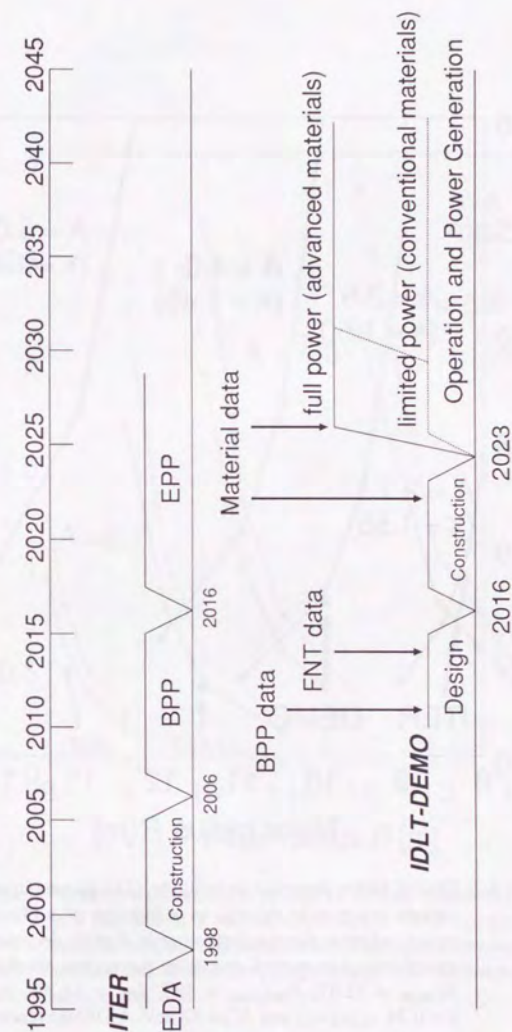 1995 2000 2005 2010 2015 2020 2025 2030 2035 2040 2045
ITER
EDA Construction BPP EPP
1998 2006 2016
BPP data
FNT data
Material data
IDLT-DEMO
full power (advanced materials)
limited power (conventional materials)
Design Construction Operation and Power Generation
2016 2023